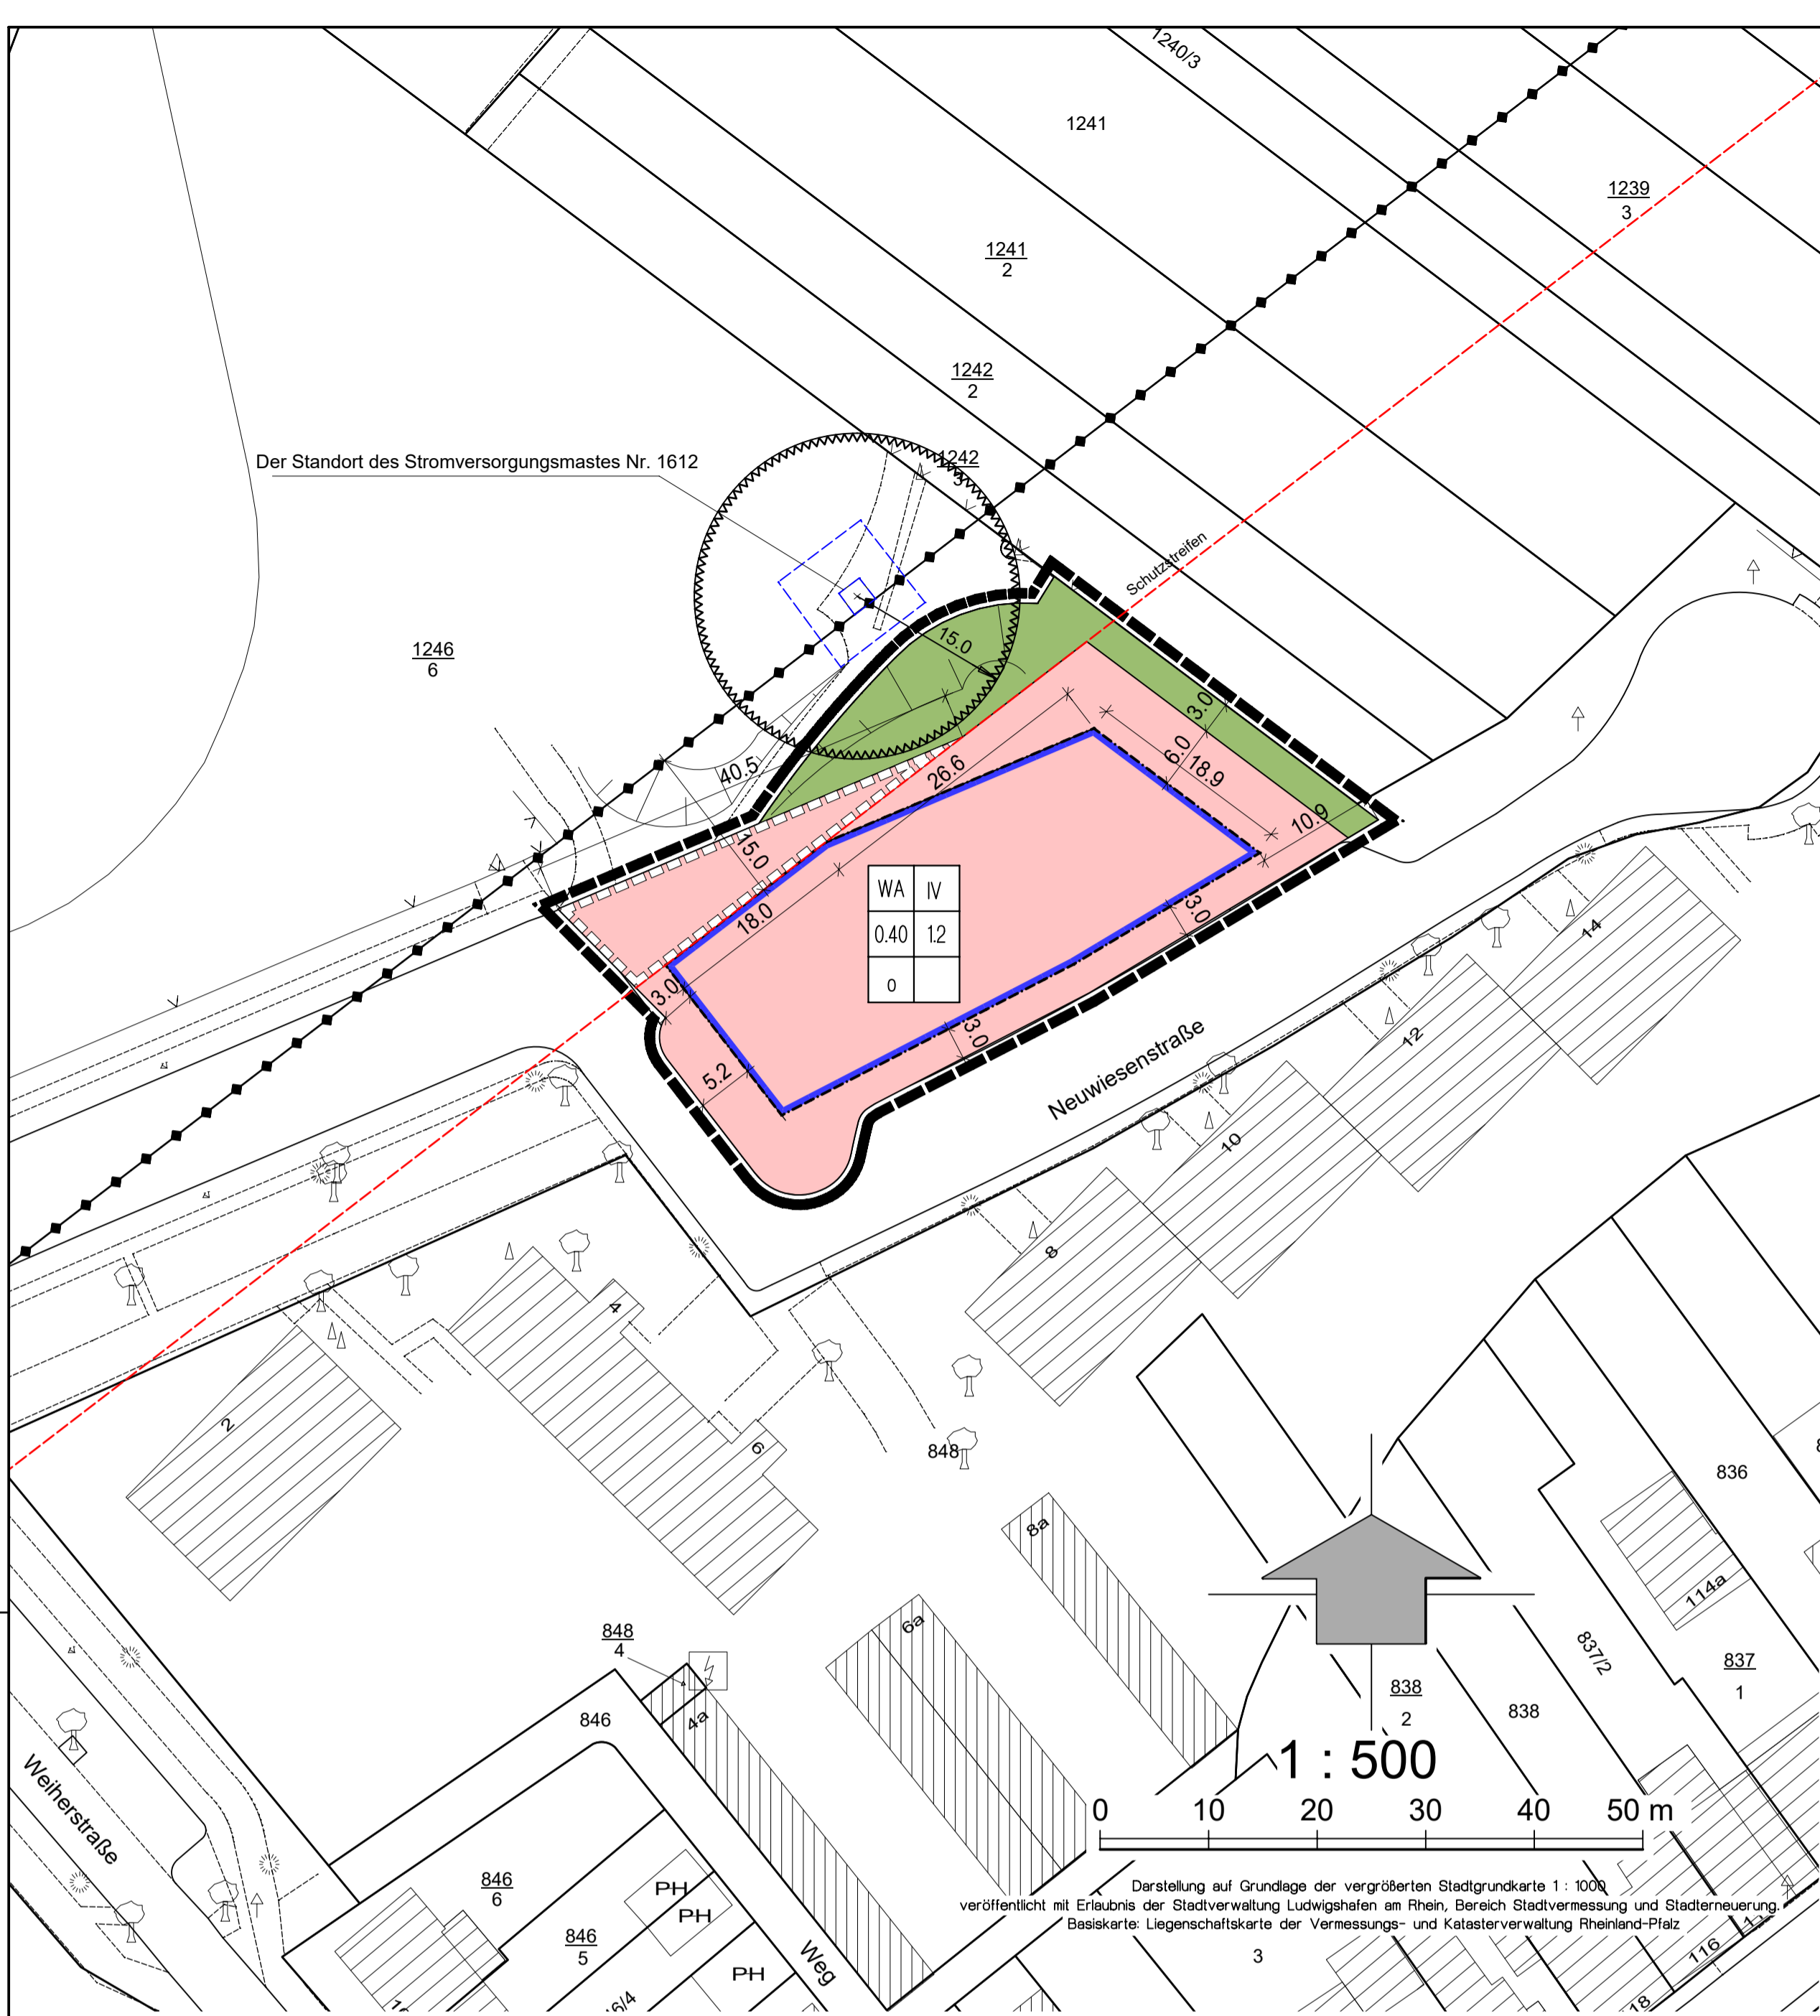 1240/3
1241
1239
3
1241
2
1242
2
Der Standort des Stromversorgungsmastes Nr. 1612
1242
Schutzstreifen
1246
6
15.0
3.0
6.0
18.9
40.5
26.6
10.9
15.0
18.0
WA IV
0.40 1.2
o
3.0
3.0
3.0
5.2
Neuwiesenstraße
14
12
10
8
4
2
6
848
836
8a
114a
6a
848
4
837/2
837
1
4a
846
838
2
838
1 : 500
Weiherstraße
0 10 20 30 40 50 m
846
6
PH
PH
Darstellung auf Grundlage der vergrößerten Stadtgrundkarte 1 : 1000
veröffentlicht mit Erlaubnis der Stadtverwaltung Ludwigshafen am Rhein, Bereich Stadtvermessung und Stadterneuerung.
Basiskarte: Liegenschaftskarte der Vermessungs- und Katasterverwaltung Rheinland-Pfalz
846
5
3
116
PH
Weg
18